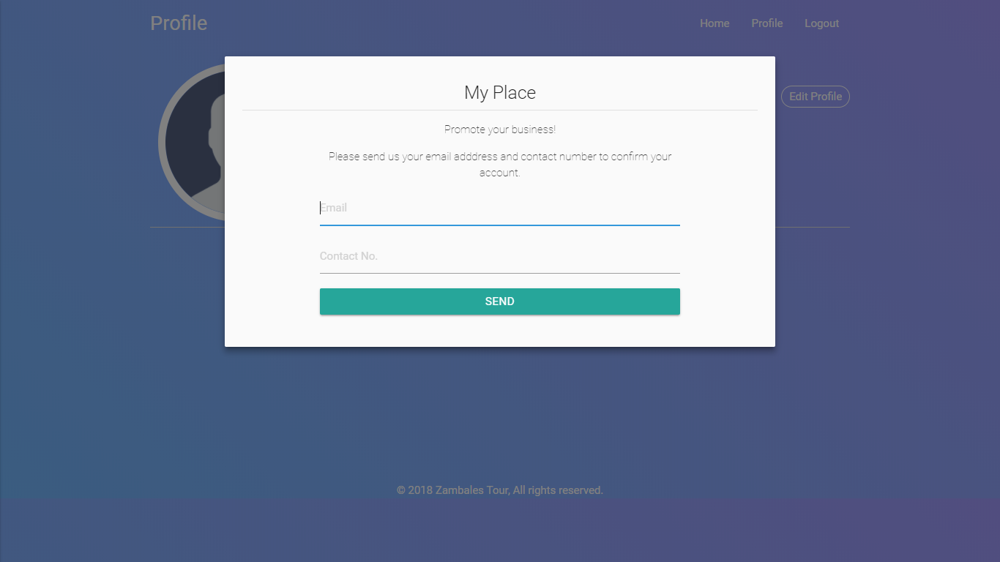 Profile
Home Profile Logout
My Place
Edit Profile
Promote your business!
Please send us your email adddress and contact number to confirm your
account.
Email
Contact No.
SEND
© 2018 Zambales Tour, All rights reserved.